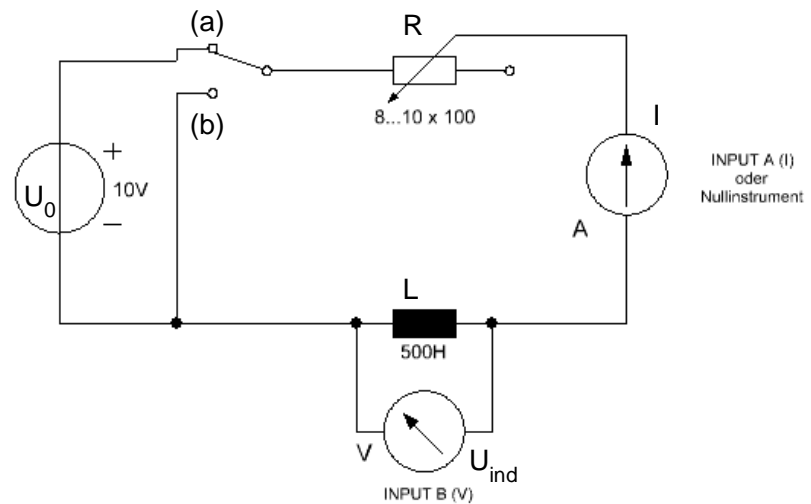 (a)
R
(b)
8...10 x 100
I
+
U0
10V
−
INPUT A (I)
oder
Nullinstrument
A
L
500H
V
Uind
INPUT B (V)